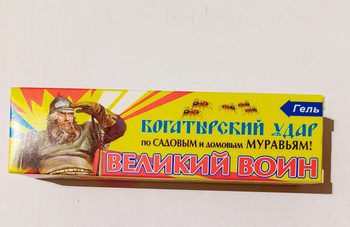 Гель
БОГАТЫРСКИЙ УДАР
по САДОВЫМ и домовым МУРАВЬЯМ!
ВЕЛИКИЙ ВОИН